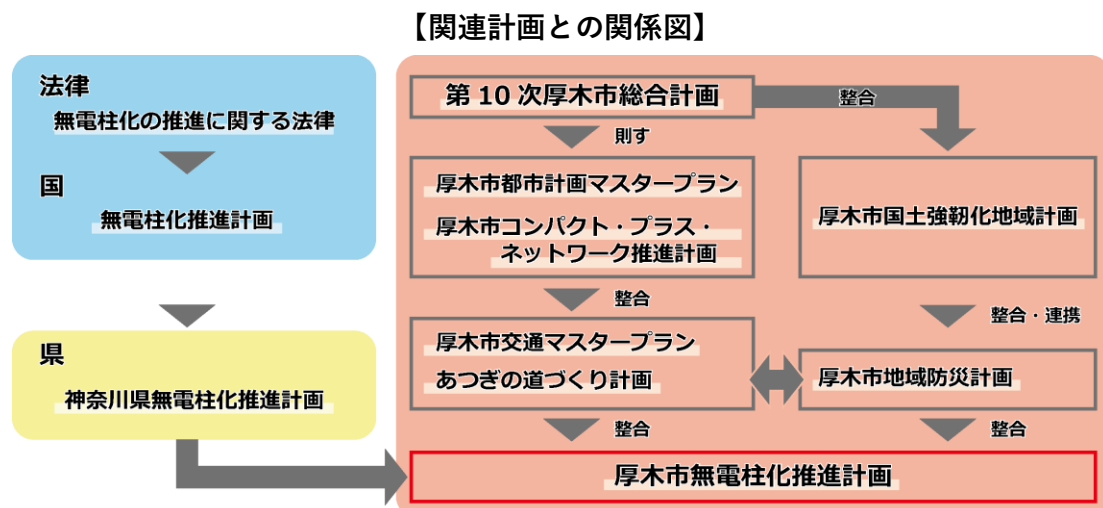 【関連計画との関係図】
法律
無電柱化の推進に関する法律
国
無電柱化推進計画
県
神奈川県無電柱化推進計画
第 10 次厚木市総合計画
整合
則す
厚木市都市計画マスタープラン
厚木市コンパクト・プラス・
ネットワーク推進計画
厚木市国土強靭化地域計画
整合
整合・連携
厚木市交通マスタープラン
あつぎの道づくり計画
厚木市地域防災計画
整合
整合
厚木市無電柱化推進計画